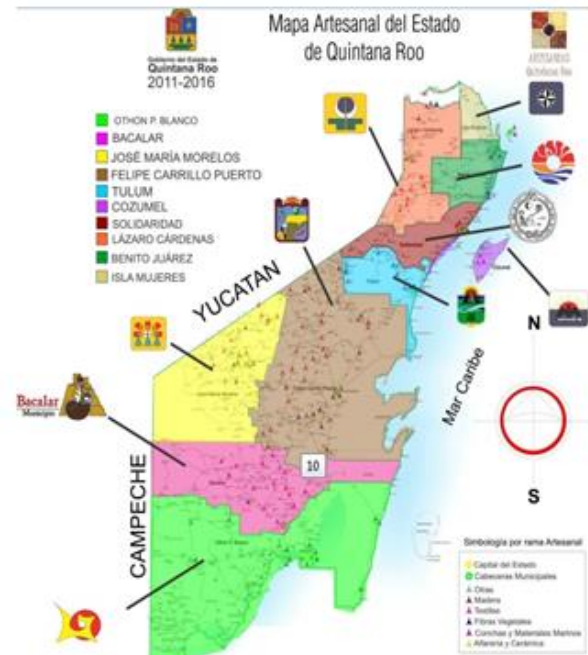 Mapa Artesanal del Estado
de Quintana Roo
Gobierno del Estado de
Quintana Roo
2011-2016
ARTESANÍAS
Quintana Roo
OTHON P. BLANCO
BACALAR
JOSÉ MARÍA MORELOS
FELIPE CARRILLO PUERTO
TULUM
COZUMEL
SOLIDARIDAD
LÁZARO CÁRDENAS
BENITO JUÁREZ
ISLA MUJERES
YUCATAN
CAMPECHE
Mar Caribe
Bacalar
Municipio
10
N
S
Simbología por rama Artesanal
Capital del Estado
Cabeceras Municipales
Otras
Madera
Textiles
Fibras Vegetales
Conchas y Materiales Marinos
Alfarería y Cerámica